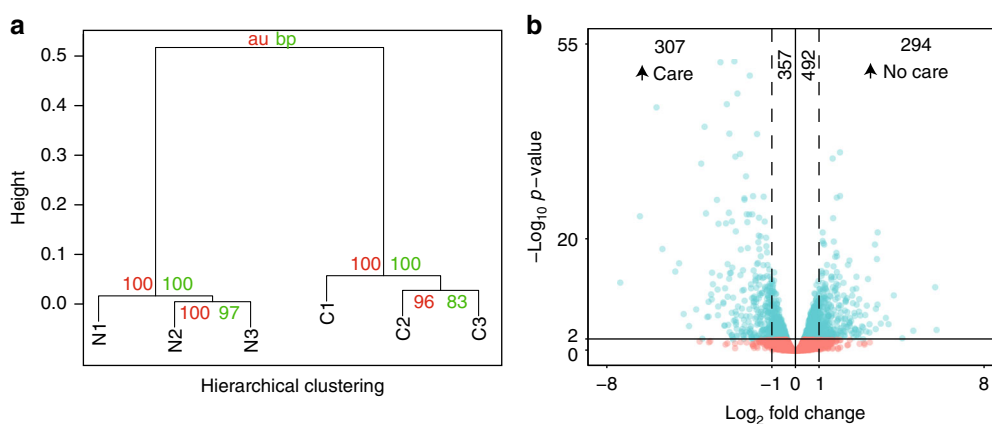 a
au bp
0.5
0.4
0.3
0.2
0.1
0.0
Height
100 100
100 97
100 100
96 83
N1
N2
N3
C1
C2
C3
Hierarchical clustering
b
55
20
2
0
−Log10 p−value
307
↑ Care
357
492
294
↑ No care
−8
−1
0
1
8
Log2 fold change